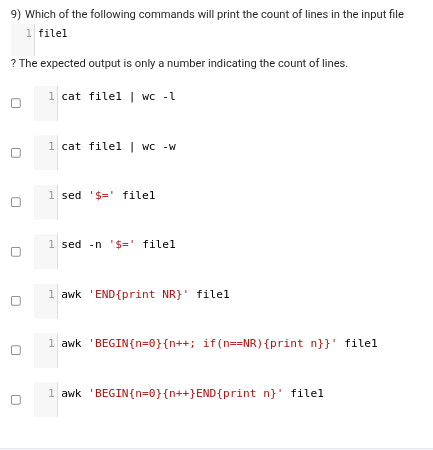 9) Which of the following commands will print the count of lines in the input file
1 file1
? The expected output is only a number indicating the count of lines.
1 cat file1 | wc -l
1 cat file1 | wc -w
1 sed '$=' file1
1 sed -n '$=' file1
1 awk 'END{print NR}' file1
1 awk 'BEGIN{n=0}{n++; if(n==NR){print n}}' file1
1 awk 'BEGIN{n=0}{n++}END{print n}' file1